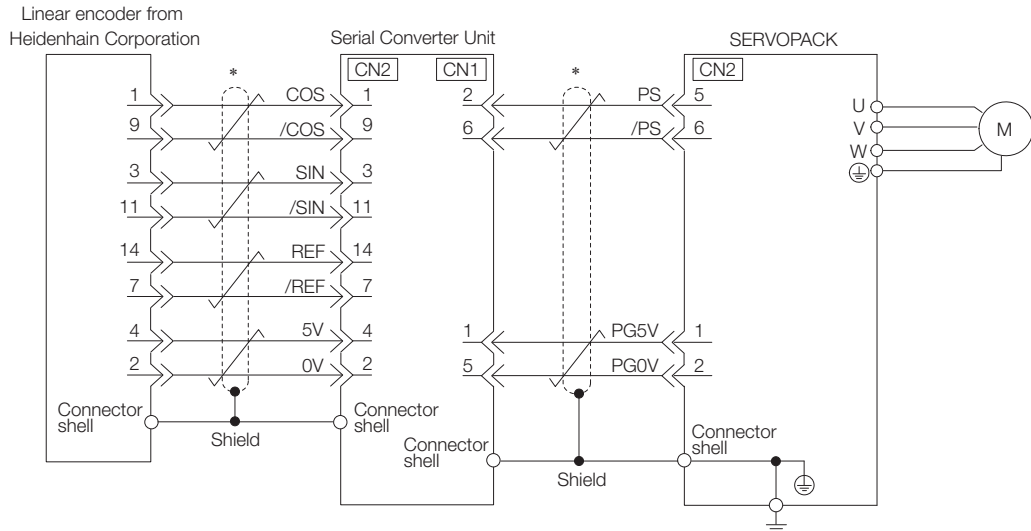 Linear encoder from
Heidenhain Corporation
Serial Converter Unit
SERVOPACK
CN2
CN1
CN2
*
*
1 COS 1
9 /COS 9
3 SIN 3
11 /SIN 11
14 REF 14
7 /REF 7
4 5V 4
2 0V 2
2 PS 5
6 /PS 6
1 PG5V 1
5 PG0V 2
U
V
W
M
Connector
shell
Shield
Connector
shell
Connector
shell
Shield
Connector
shell